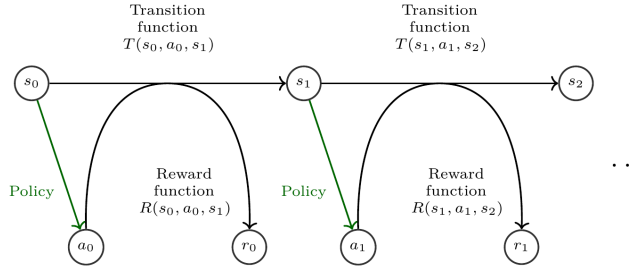 Transition
function
T(s₀, a₀, s₁)
Transition
function
T(s₁, a₁, s₂)
s₀
s₁
s₂
Policy
Reward
function
R(s₀, a₀, s₁)
Policy
Reward
function
R(s₁, a₁, s₂)
. .
a₀
r₀
a₁
r₁